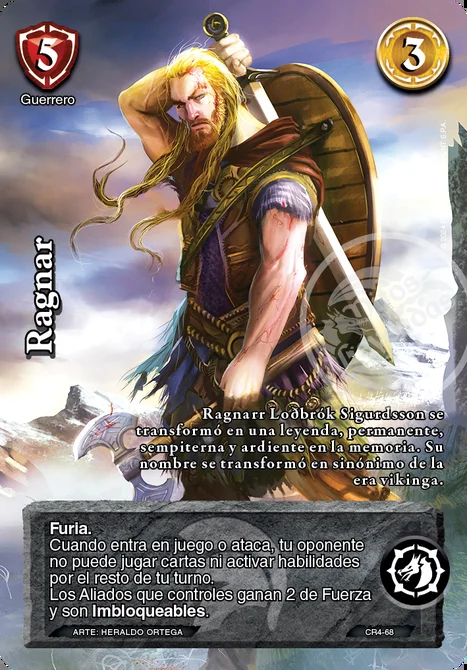 5
3
Guerrero
Ragnar
Ragnarr Loðbrók Sigurdsson se
transformó en una leyenda, permanente,
sempiterna y ardiente en la memoria. Su
nombre se transformó en sinónimo de la
era vikinga.
Furia.
Cuando entra en juego o ataca, tu oponente
no puede jugar cartas ni activar habilidades
por el resto de tu turno.
Los Aliados que controles ganan 2 de Fuerza
y son Imbloqueables.
ARTE: HERALDO ORTEGA
CR4-68